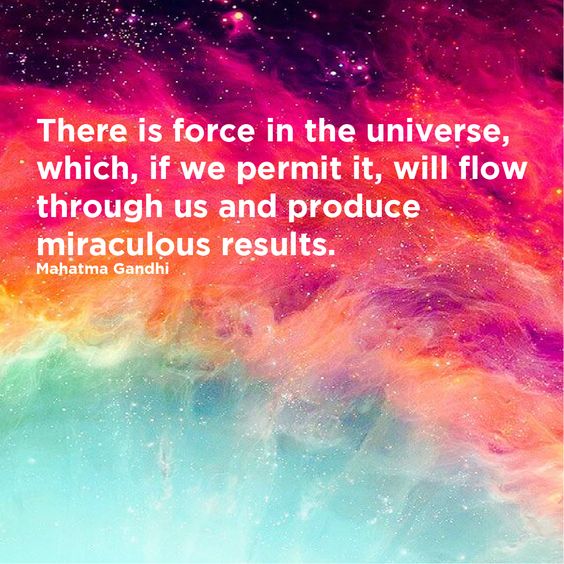 There is force in the universe,
which, if we permit it, will flow
through us and produce
miraculous results.
Mahatma Gandhi